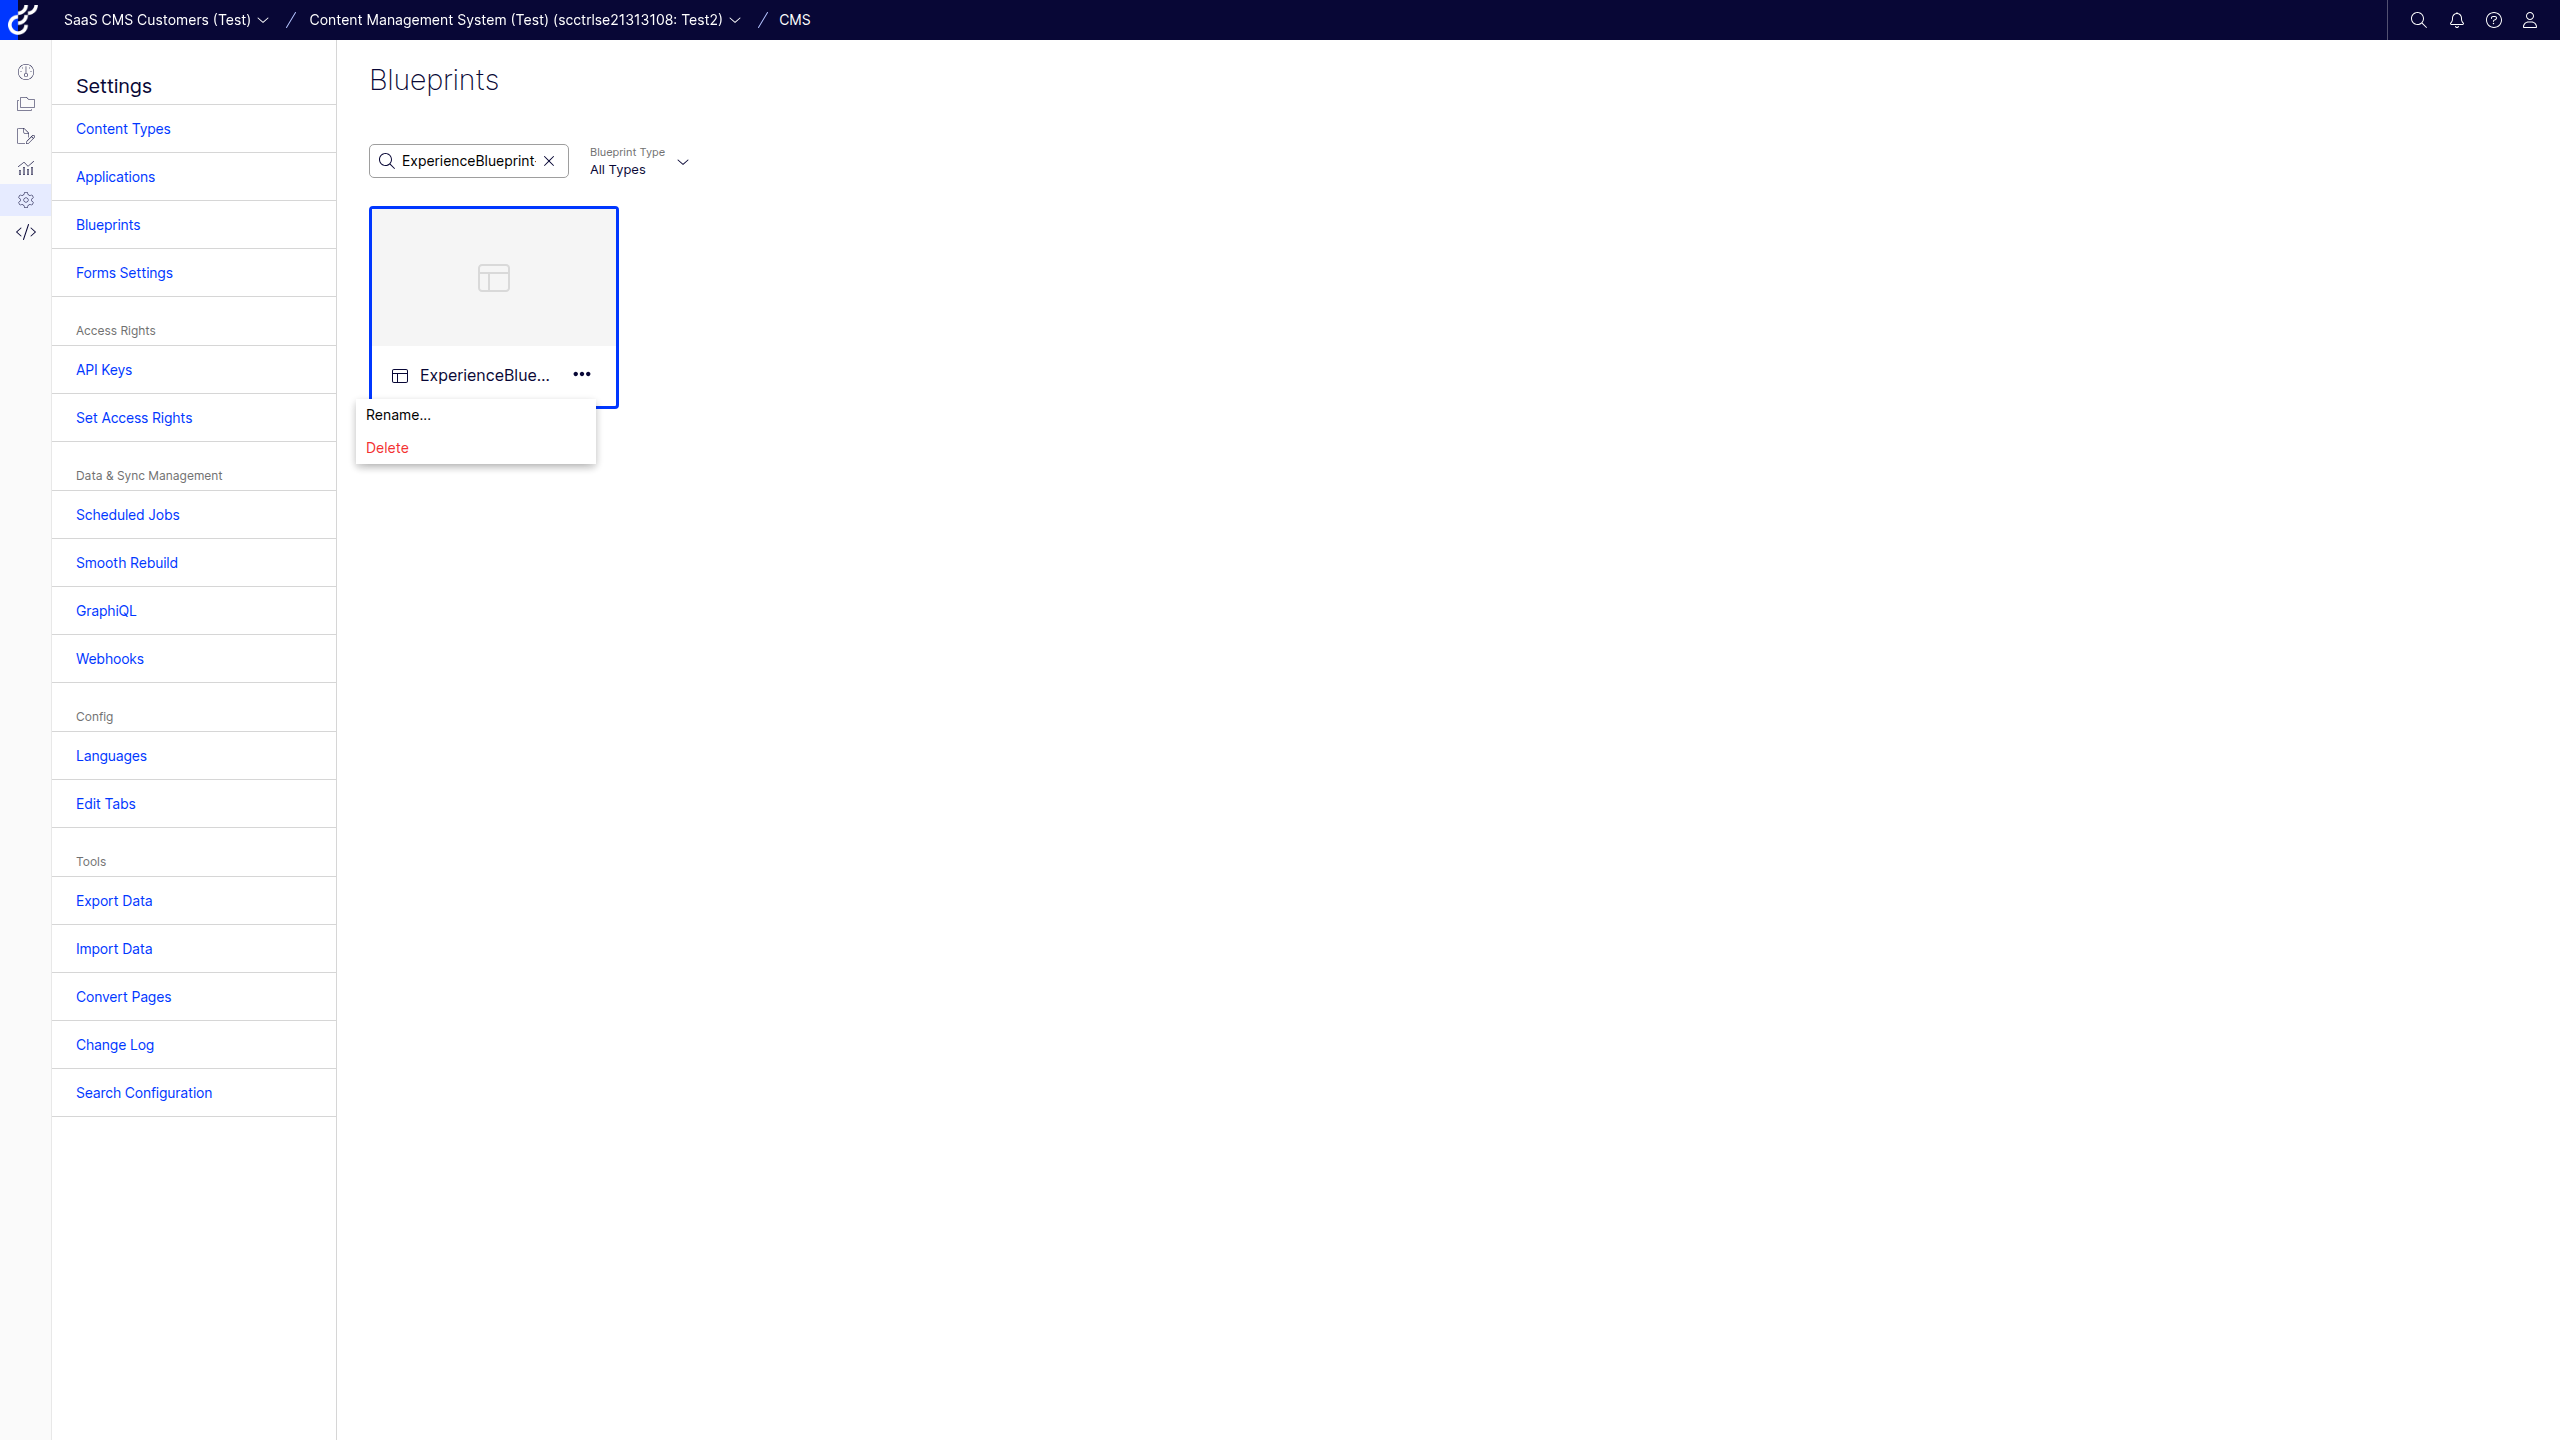 SaaS CMS Customers (Test) / Content Management System (Test) (scctrlse21313108: Test2) / CMS
Settings
Content Types
Applications
Blueprints
Forms Settings
Access Rights
API Keys
Set Access Rights
Data & Sync Management
Scheduled Jobs
Smooth Rebuild
GraphiQL
Webhooks
Config
Languages
Edit Tabs
Tools
Export Data
Import Data
Convert Pages
Change Log
Search Configuration
Blueprints
ExperienceBlueprint
Blueprint Type
All Types
ExperienceBlue...
Rename...
Delete